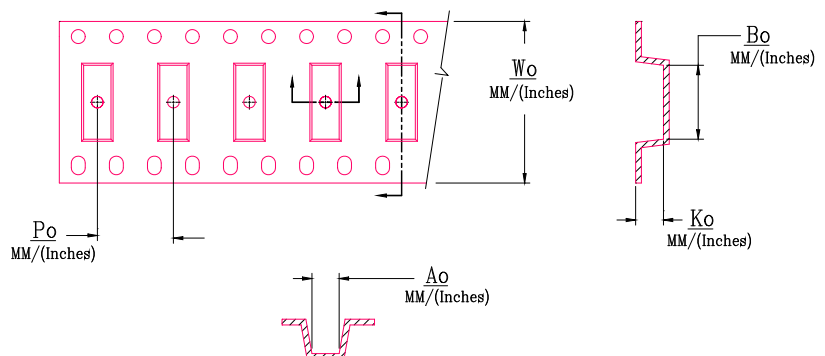 Wo
MM/(Inches)
Bo
MM/(Inches)
Po
MM/(Inches)
Ko
MM/(Inches)
Ao
MM/(Inches)